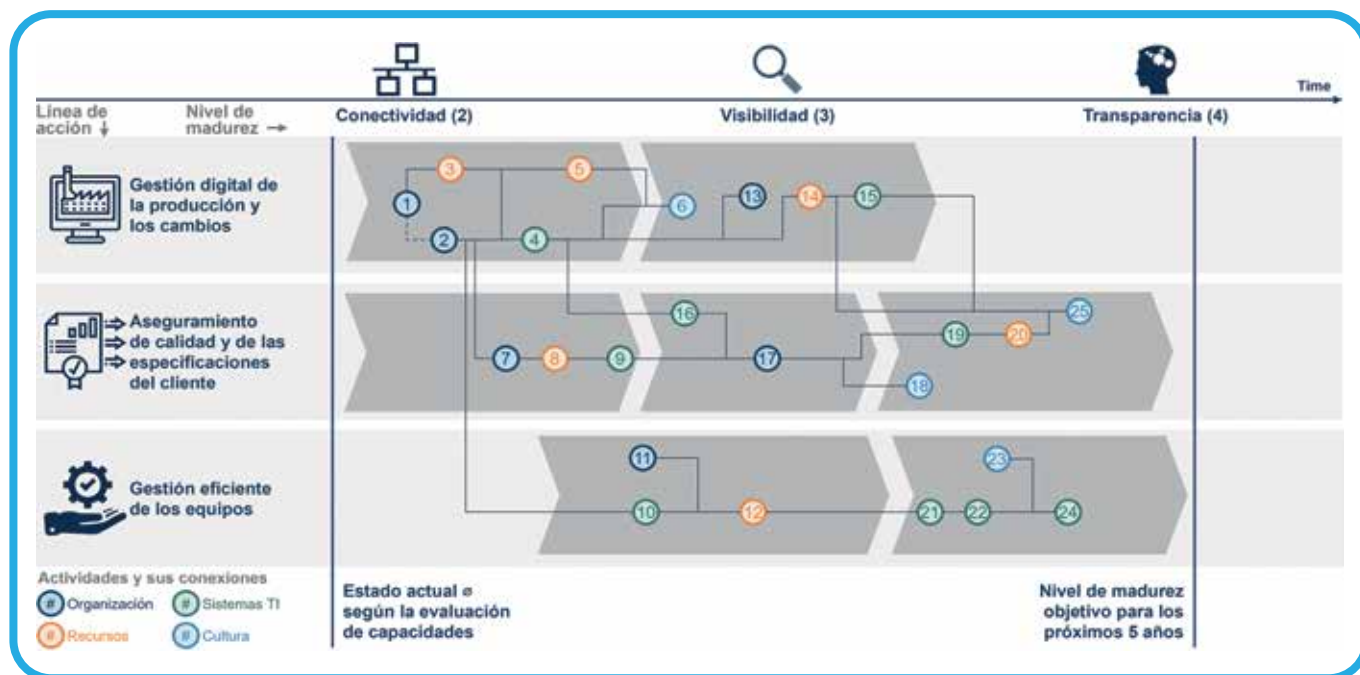 Time
Línea de
acción ↓
Nivel de
madurez →
Conectividad (2)
Visibilidad (3)
Transparencia (4)
Gestión digital de
la producción y
los cambios
1
2
3
4
5
6
13
14
15
Aseguramiento
de calidad y de las
especificaciones
del cliente
7
8
9
16
17
18
19
20
25
Gestión eficiente
de los equipos
10
11
12
21
22
23
24
Actividades y sus conexiones
# Organización
# Sistemas TI
# Recursos
# Cultura
Estado actual ø
según la evaluación
de capacidades
Nivel de madurez
objetivo para los
próximos 5 años